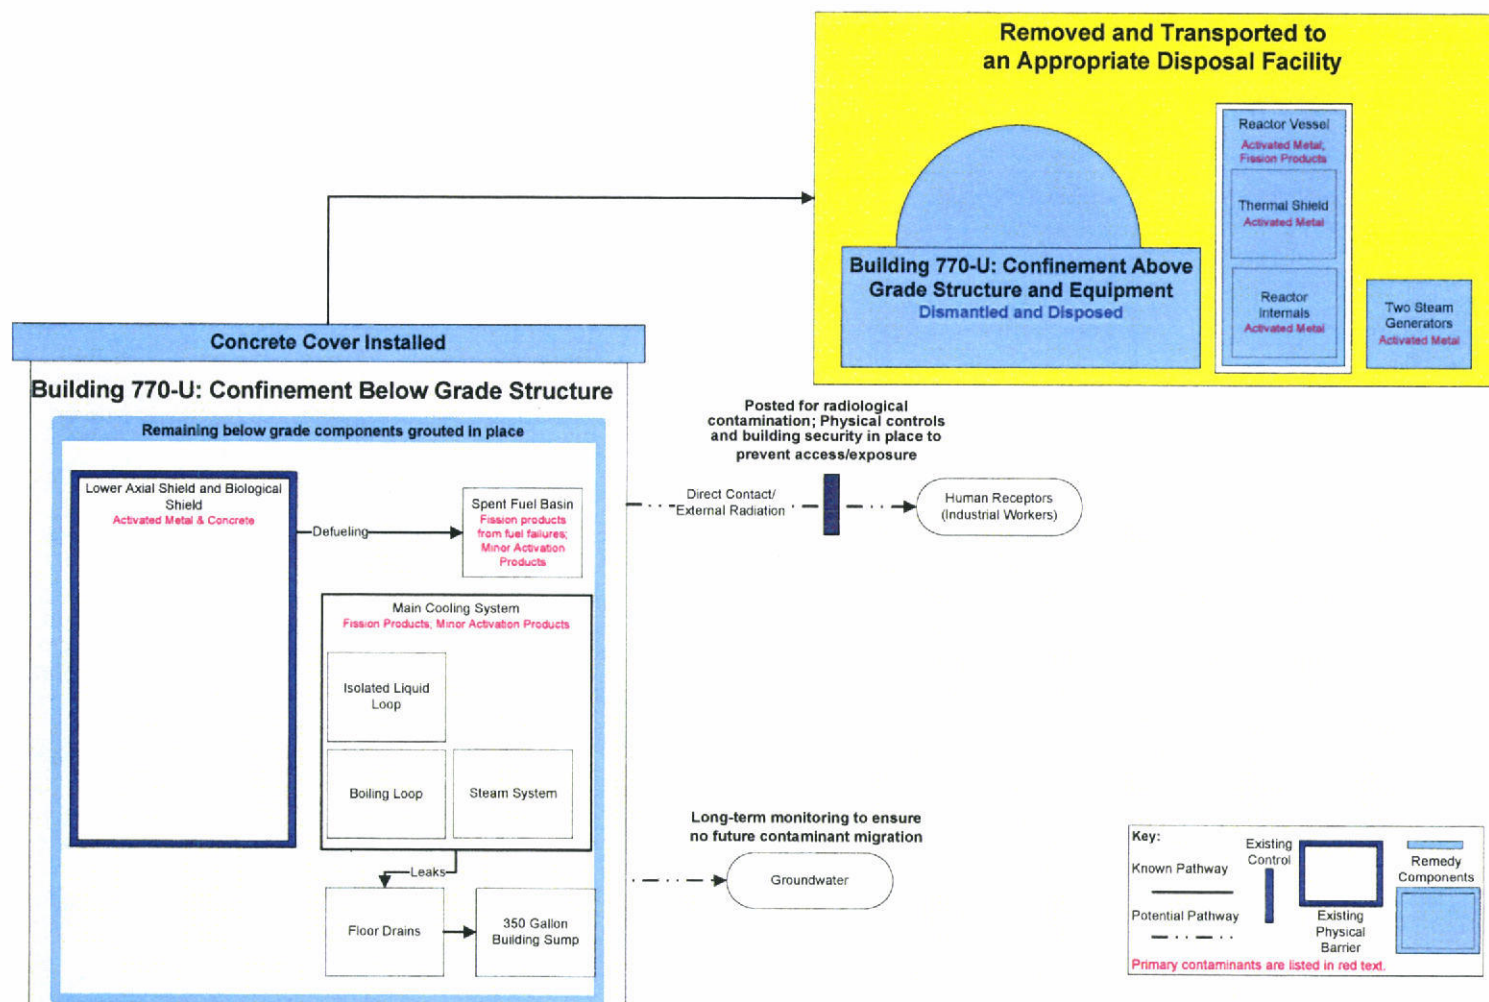 Removed and Transported to
an Appropriate Disposal Facility
Reactor Vessel
Activated Metal;
Fission Products
Thermal Shield
Activated Metal
Reactor
Internals
Activated Metal
Two Steam
Generators
Activated Metal
Building 770-U: Confinement Above
Grade Structure and Equipment
Dismantled and Disposed
Concrete Cover Installed
Building 770-U: Confinement Below Grade Structure
Remaining below grade components grouted in place
Lower Axial Shield and Biological
Shield
Activated Metal & Concrete
Defueling
Spent Fuel Basin
Fission products
from fuel failures;
Minor Activation
Products
Main Cooling System
Fission Products; Minor Activation Products
Isolated Liquid
Loop
Boiling Loop
Steam System
Leaks
Floor Drains
350 Gallon
Building Sump
Posted for radiological
contamination; Physical controls
and building security in place to
prevent access/exposure
Direct Contact/
External Radiation
Human Receptors
(Industrial Workers)
Long-term monitoring to ensure
no future contaminant migration
Groundwater
Key:
Known Pathway
Potential Pathway
Existing
Control
Existing
Physical
Barrier
Remedy
Components
Primary contaminants are listed in red text.